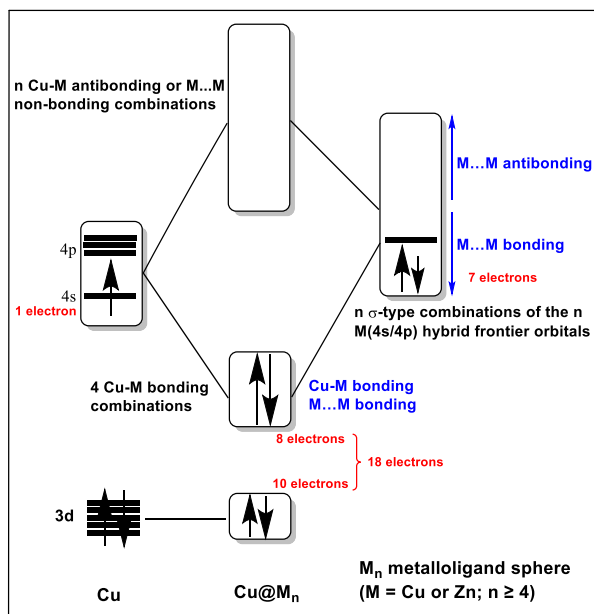 n Cu-M antibonding or M...M
non-bonding combinations
M…M antibonding
4p
M…M bonding
4s
1 electron
7 electrons
n σ-type combinations of the n
M(4s/4p) hybrid frontier orbitals
4 Cu-M bonding
combinations
Cu-M bonding
M…M bonding
8 electrons
18 electrons
10 electrons
3d
Cu
Cu@Mn
Mn metalloligand sphere
(M = Cu or Zn; n ≥ 4)